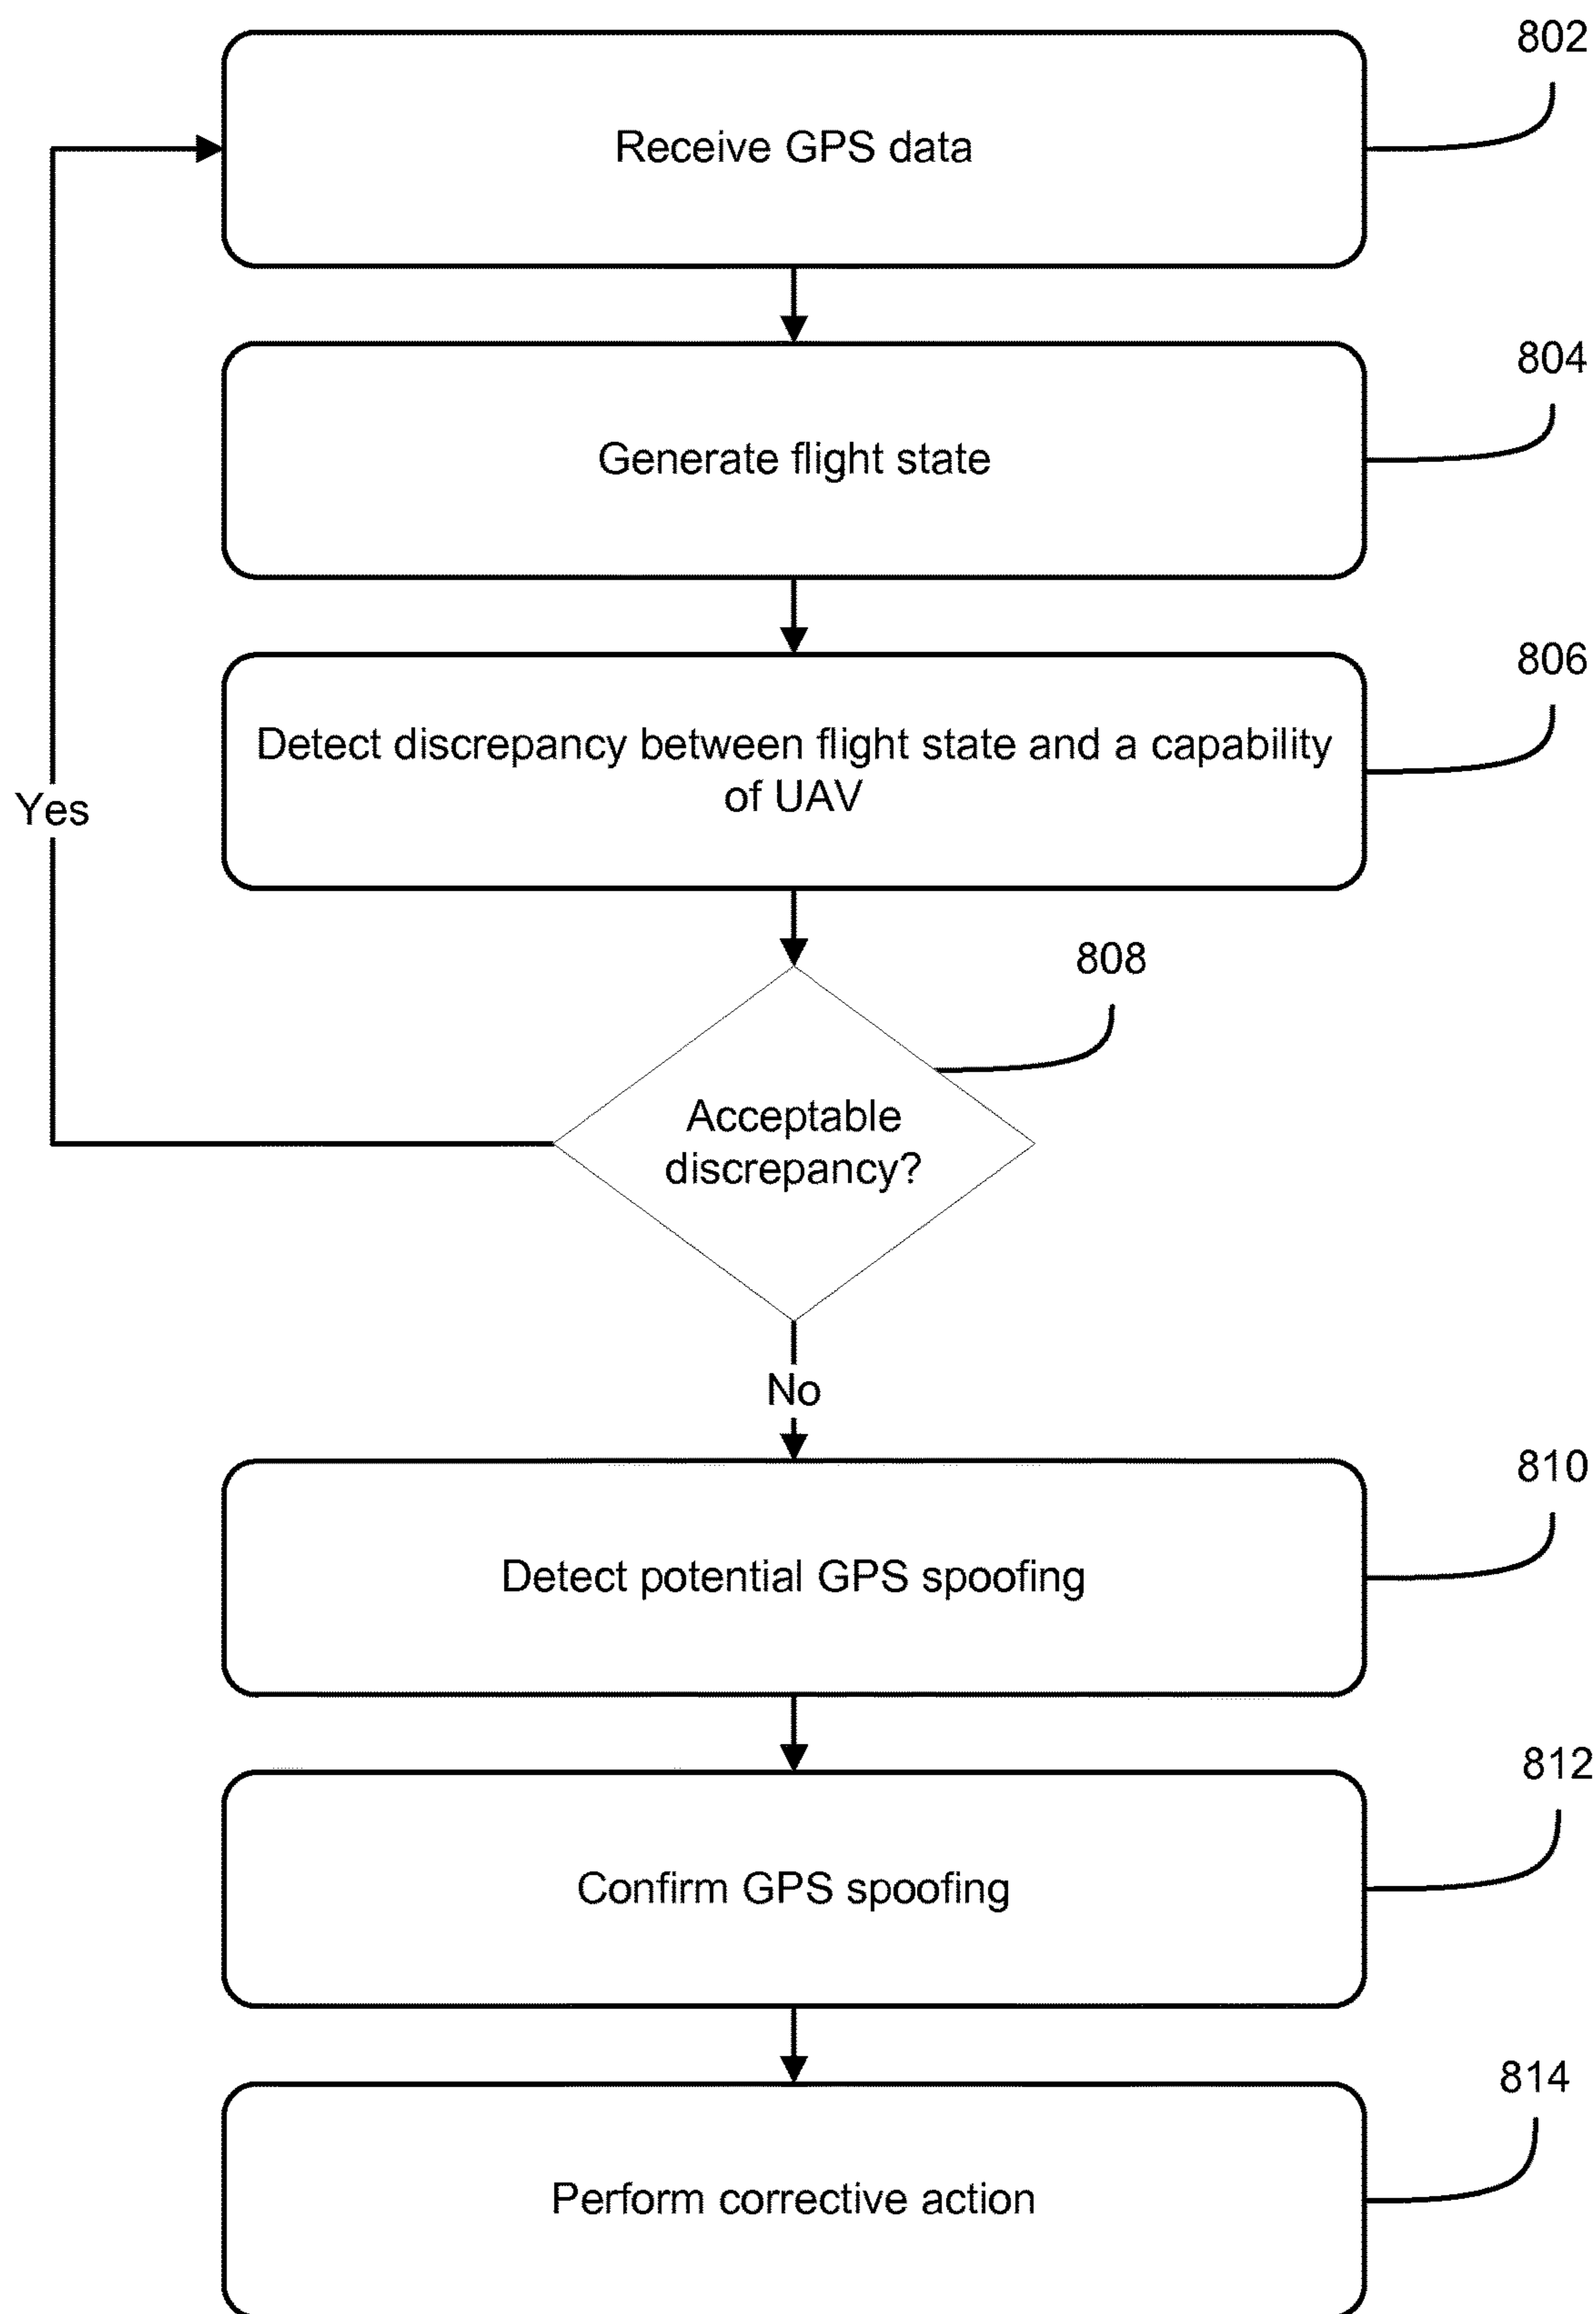 802
Receive GPS data
804
Generate flight state
806
Detect discrepancy between flight state and a capability
of UAV
Yes
808
Acceptable
discrepancy?
No
810
Detect potential GPS spoofing
812
Confirm GPS spoofing
814
Perform corrective action